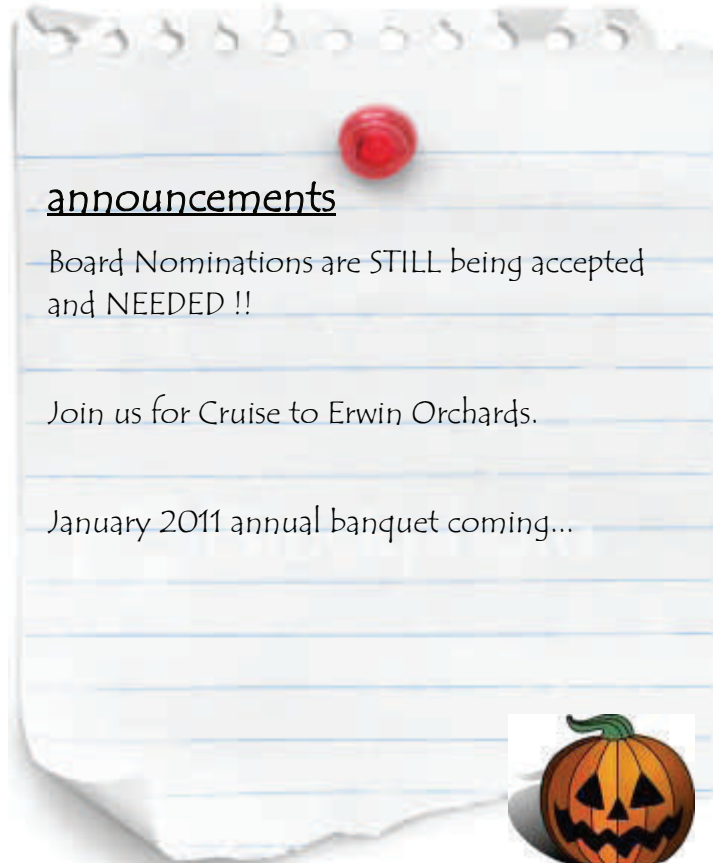 announcements
Board Nominations are STILL being accepted
and NEEDED !!
Join us for Cruise to Erwin Orchards.
January 2011 annual banquet coming...